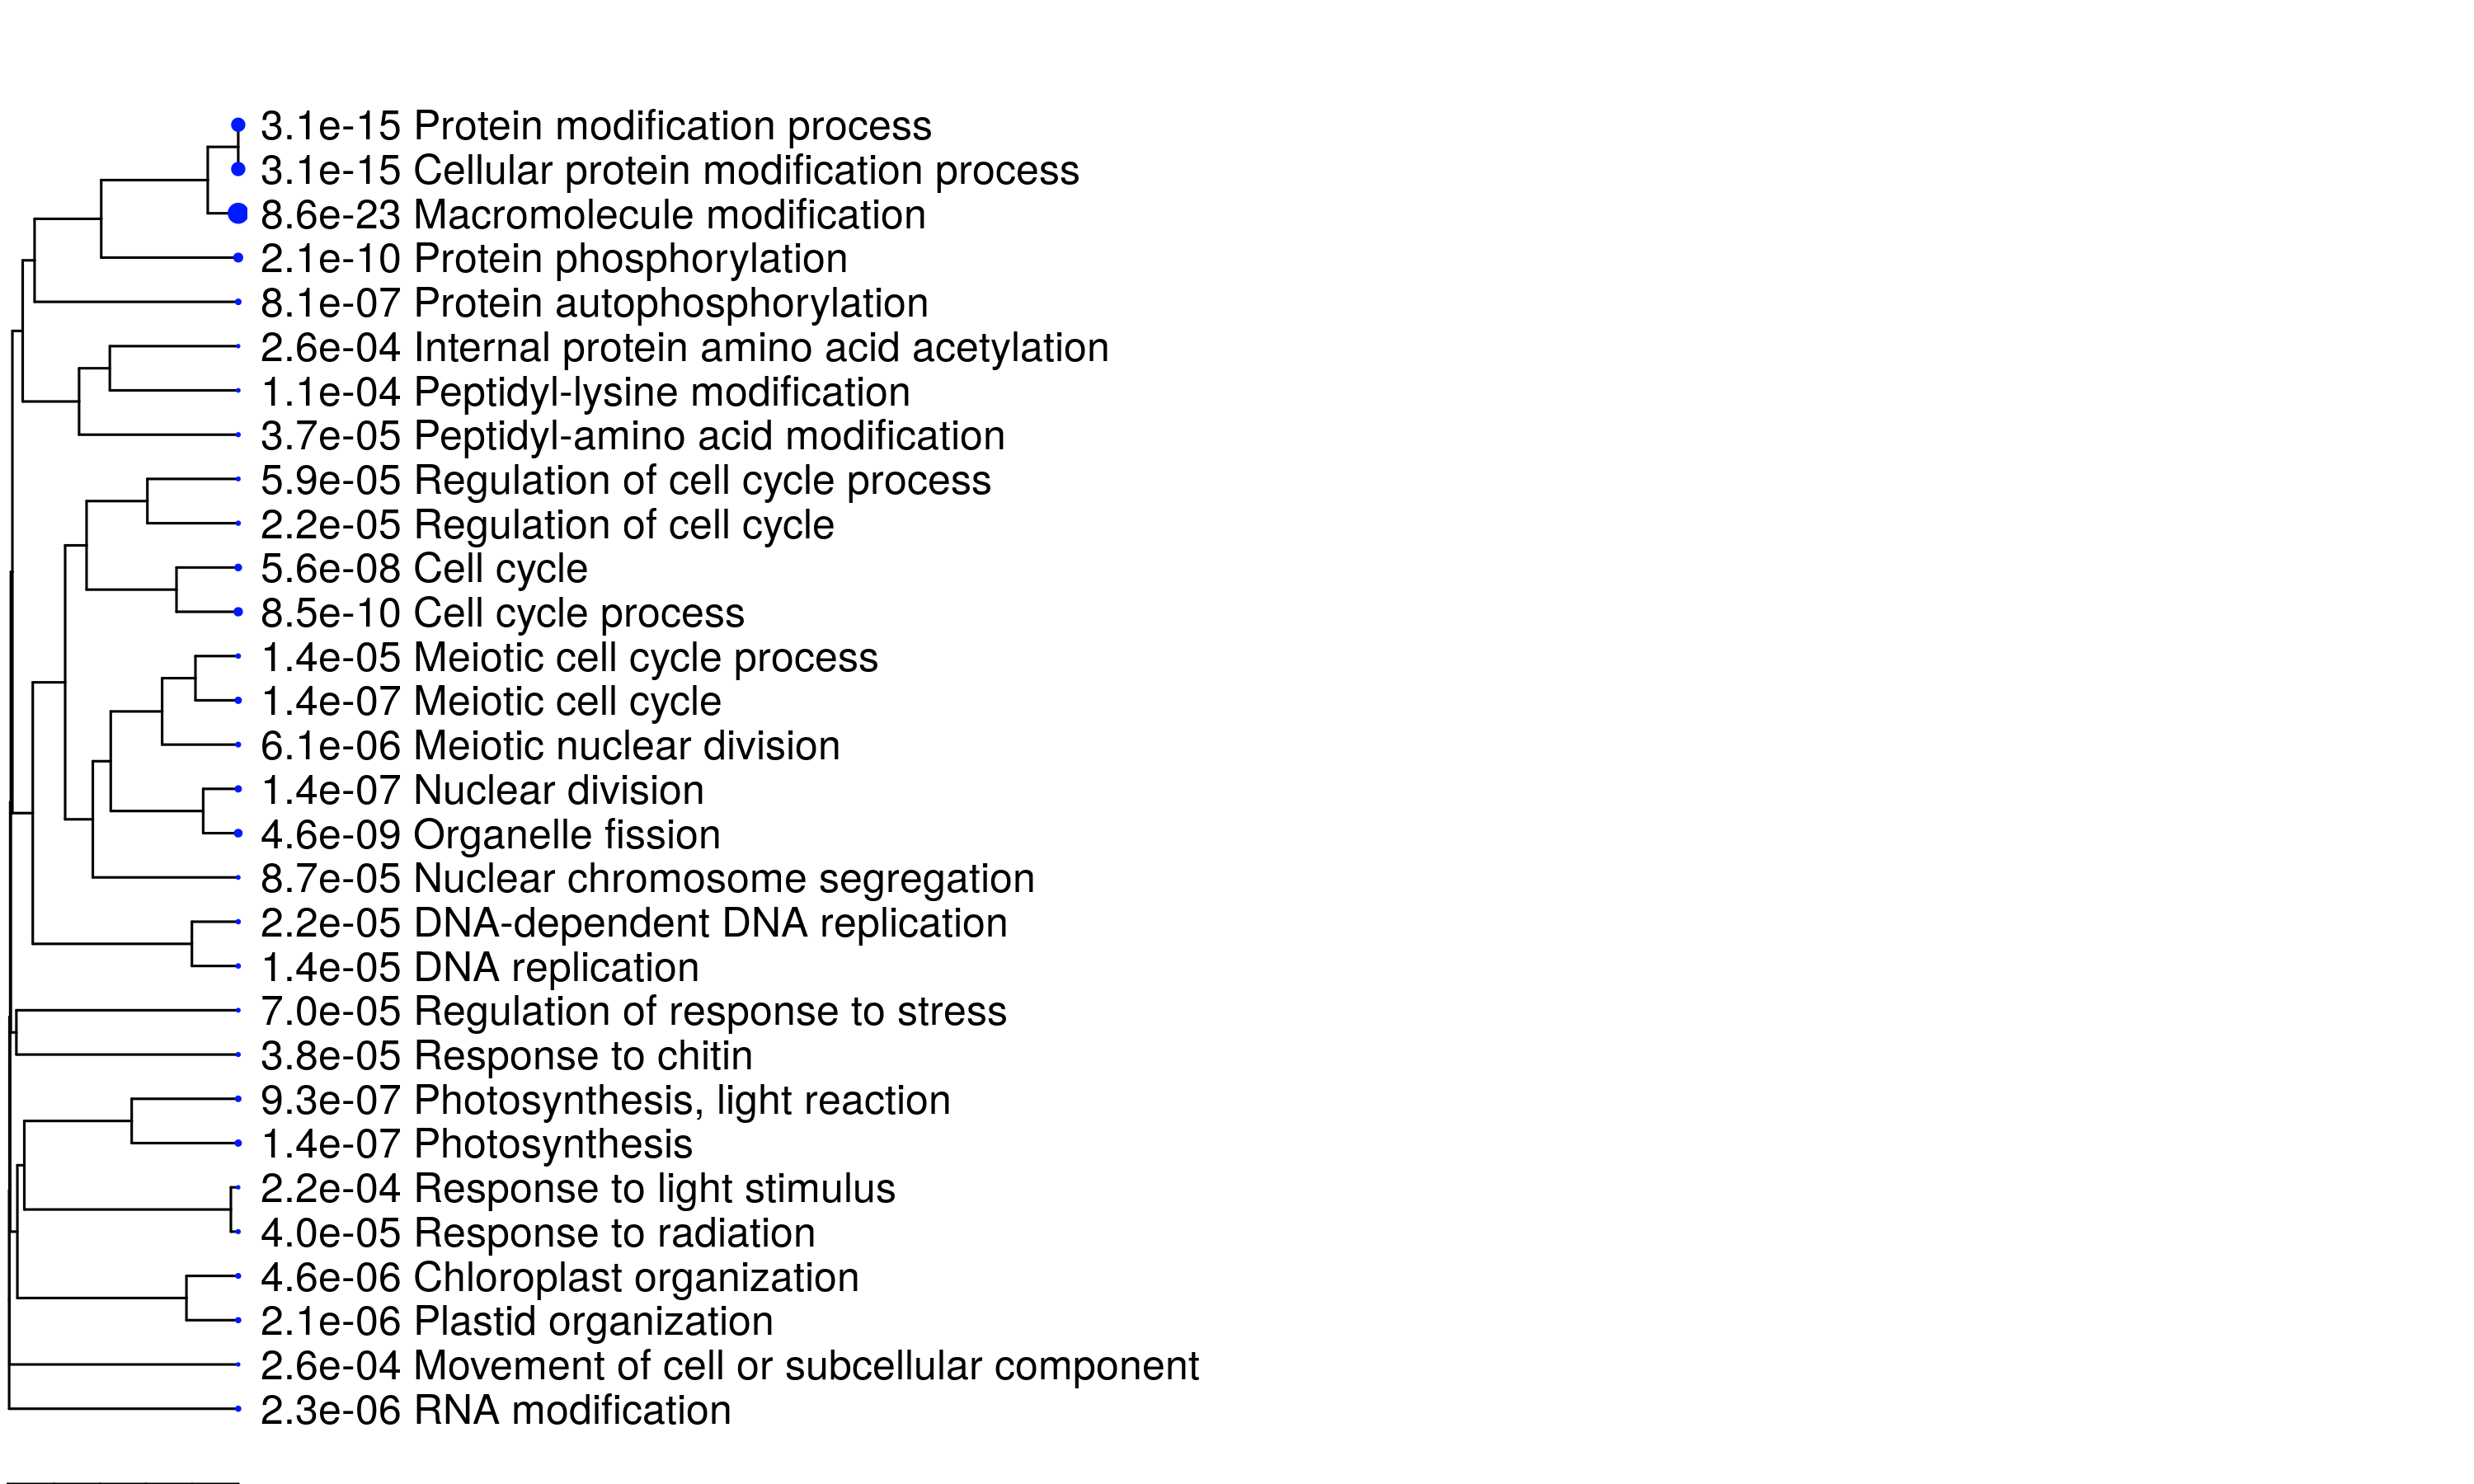 3.1e-15 Protein modification process
3.1e-15 Cellular protein modification process
8.6e-23 Macromolecule modification
2.1e-10 Protein phosphorylation
8.1e-07 Protein autophosphorylation
2.6e-04 Internal protein amino acid acetylation
1.1e-04 Peptidyl-lysine modification
3.7e-05 Peptidyl-amino acid modification
5.9e-05 Regulation of cell cycle process
2.2e-05 Regulation of cell cycle
5.6e-08 Cell cycle
8.5e-10 Cell cycle process
1.4e-05 Meiotic cell cycle process
1.4e-07 Meiotic cell cycle
6.1e-06 Meiotic nuclear division
1.4e-07 Nuclear division
4.6e-09 Organelle fission
8.7e-05 Nuclear chromosome segregation
2.2e-05 DNA-dependent DNA replication
1.4e-05 DNA replication
7.0e-05 Regulation of response to stress
3.8e-05 Response to chitin
9.3e-07 Photosynthesis, light reaction
1.4e-07 Photosynthesis
2.2e-04 Response to light stimulus
4.0e-05 Response to radiation
4.6e-06 Chloroplast organization
2.1e-06 Plastid organization
2.6e-04 Movement of cell or subcellular component
2.3e-06 RNA modification